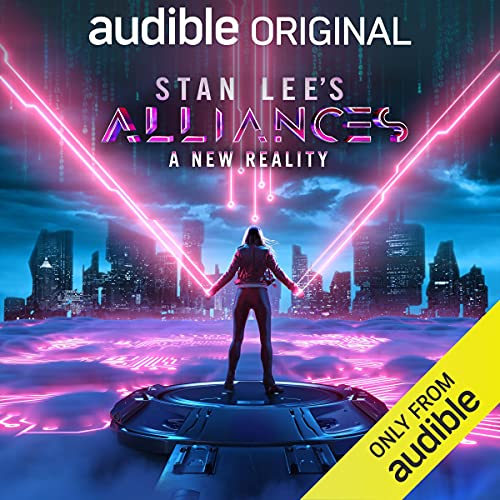 audible ORIGINAL
STAN LEE'S
ALLIANCES
A NEW REALITY
ONLY FROM
audible